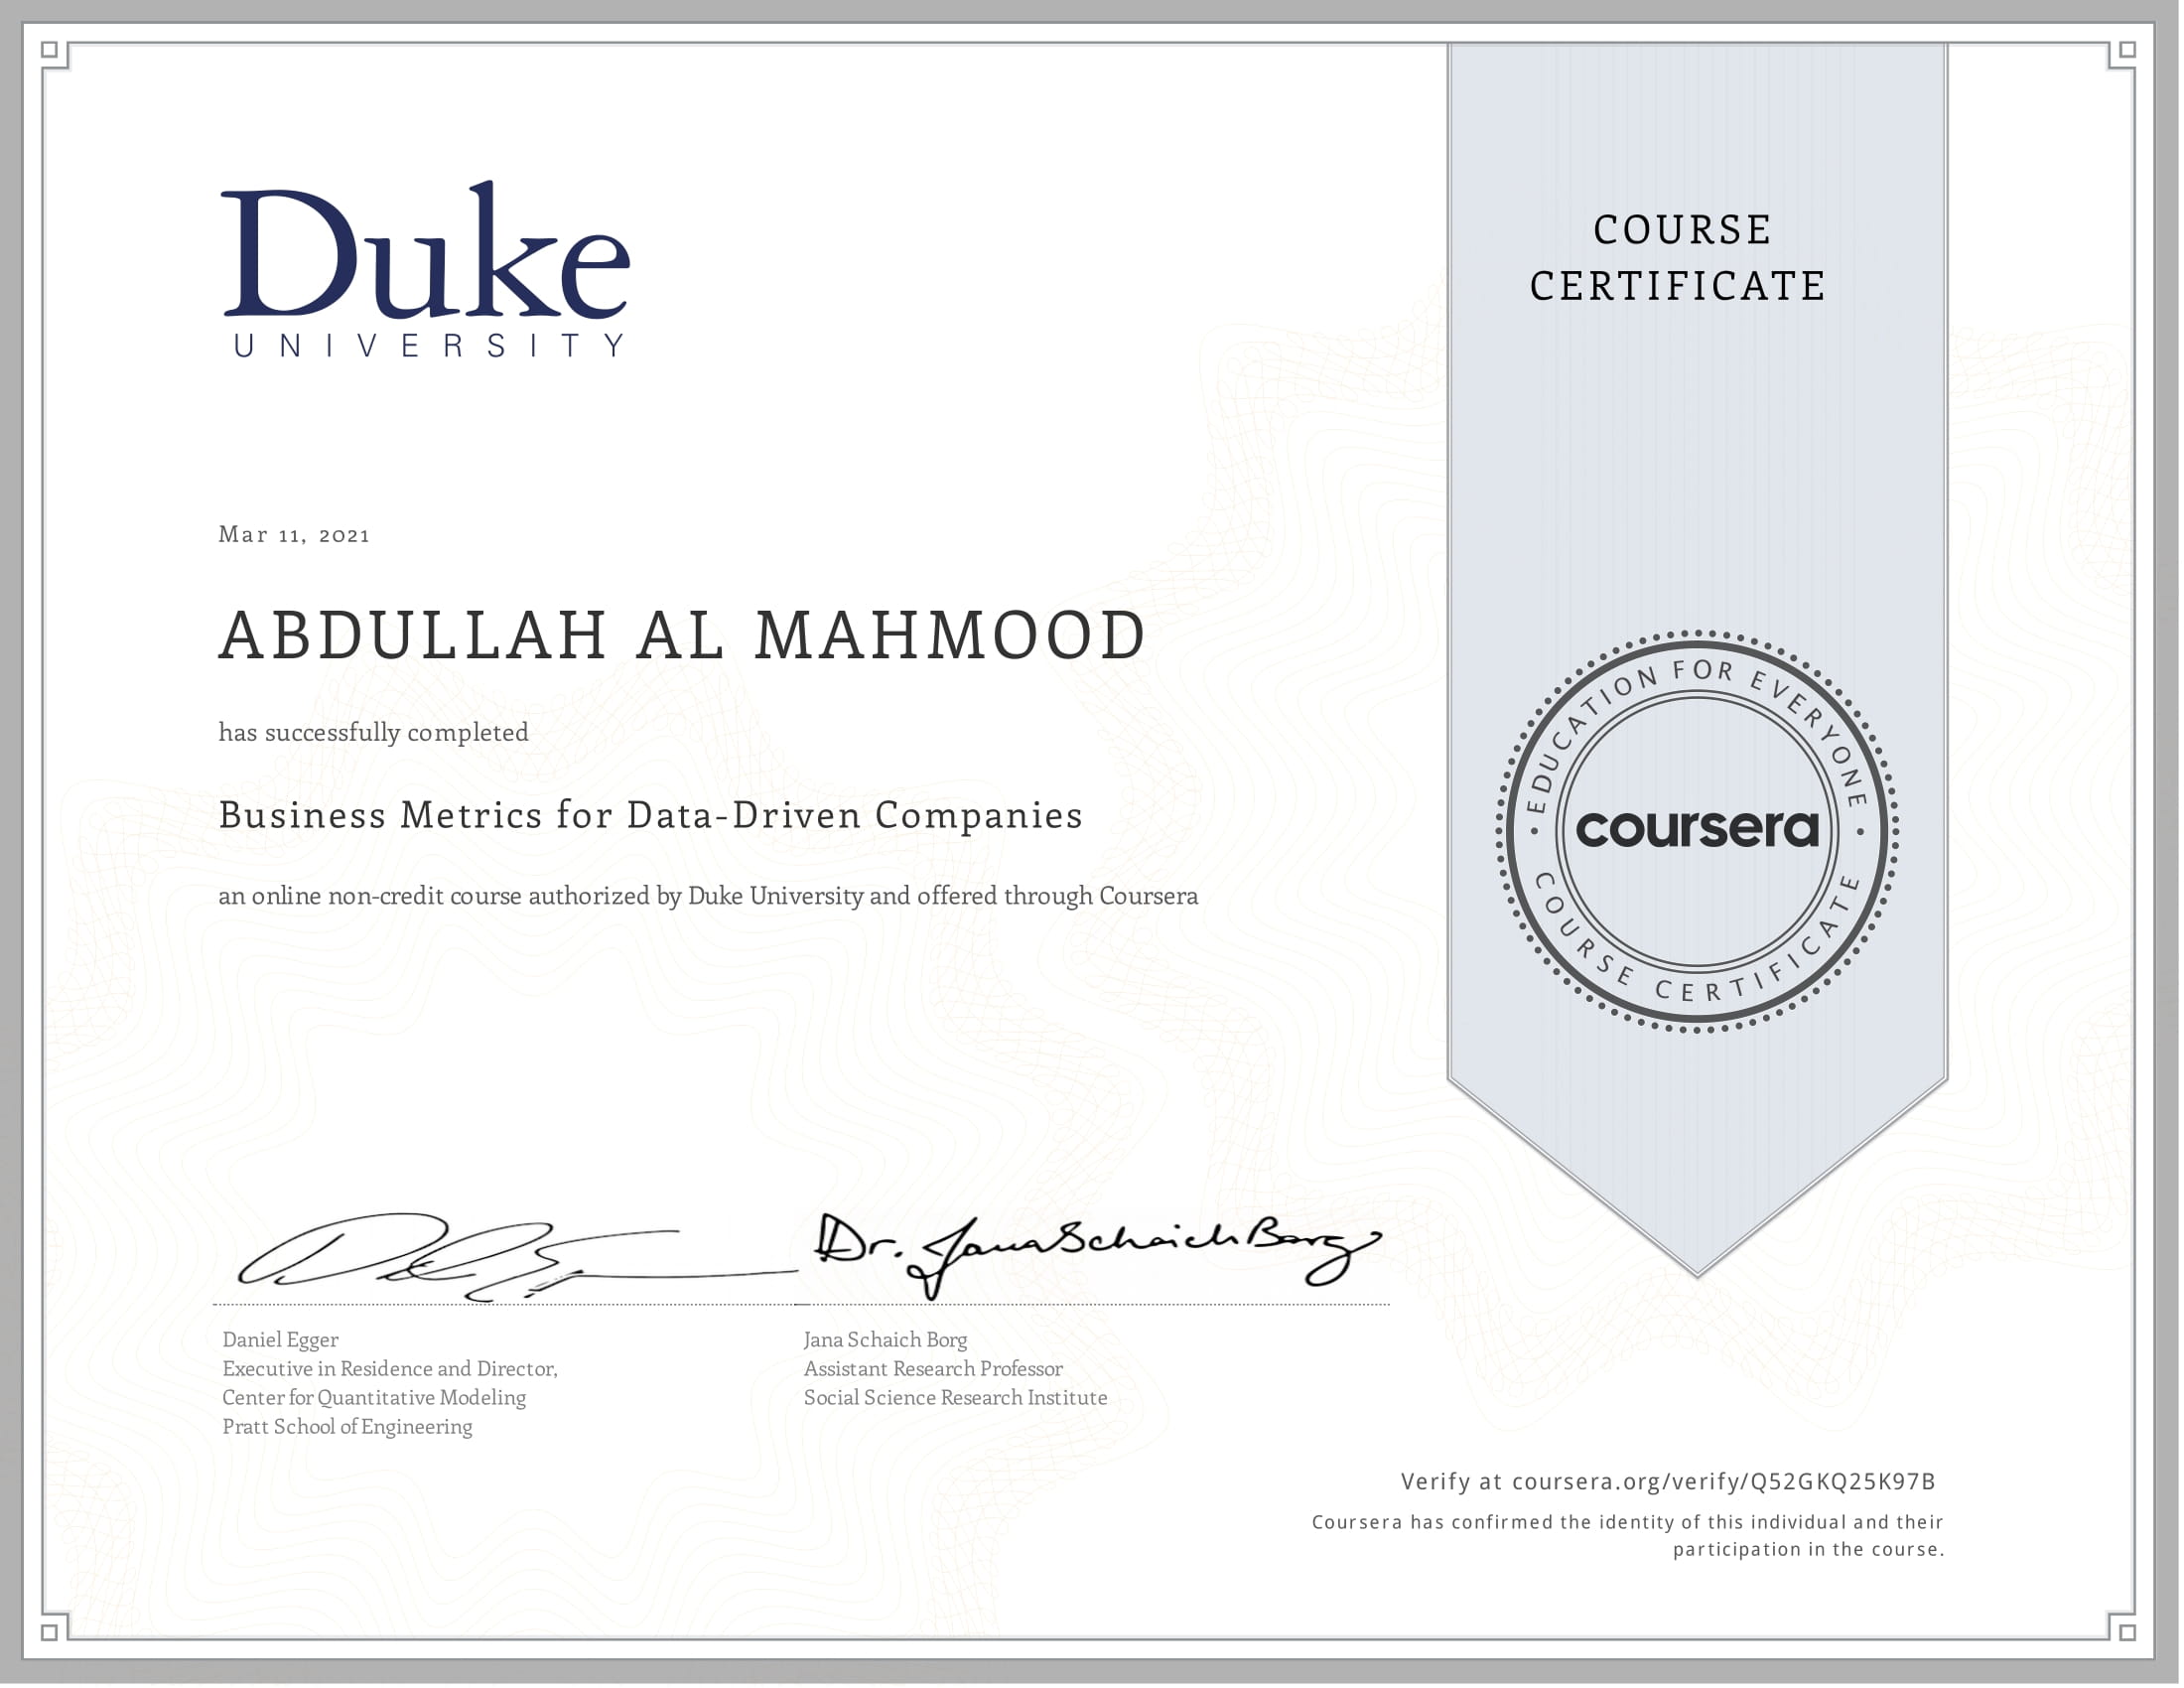 Duke
UNIVERSITY
COURSE
CERTIFICATE
Mar 11, 2021
ABDULLAH AL MAHMOOD
has successfully completed
Business Metrics for Data-Driven Companies
an online non-credit course authorized by Duke University and offered through Coursera
EDUCATION FOR EVERYONE
coursera
COURSE CERTIFICATE
Dr. Jana Schaich Borg
Daniel Egger
Executive in Residence and Director,
Center for Quantitative Modeling
Pratt School of Engineering
Jana Schaich Borg
Assistant Research Professor
Social Science Research Institute
Verify at coursera.org/verify/Q52GKQ25K97B
Coursera has confirmed the identity of this individual and their
participation in the course.